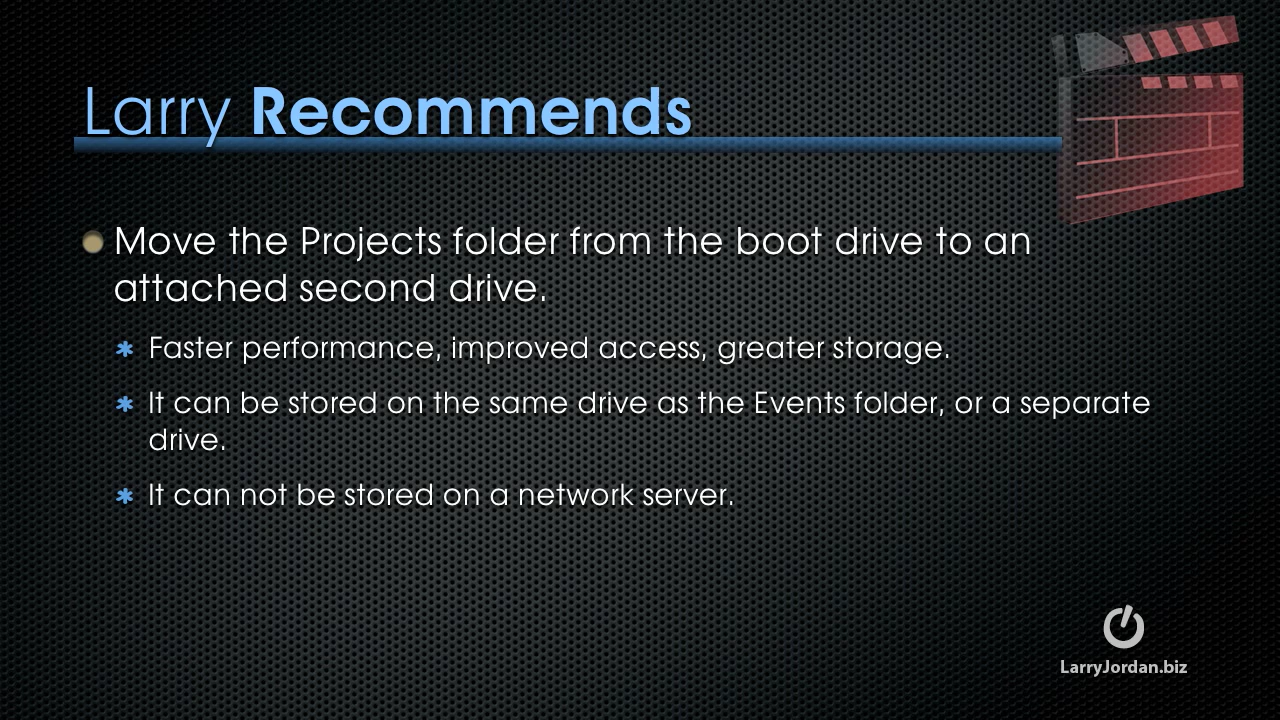 Larry Recommends
Move the Projects folder from the boot drive to an
attached second drive.
Faster performance, improved access, greater storage.
It can be stored on the same drive as the Events folder, or a separate
drive.
It can not be stored on a network server.
LarryJordan.biz